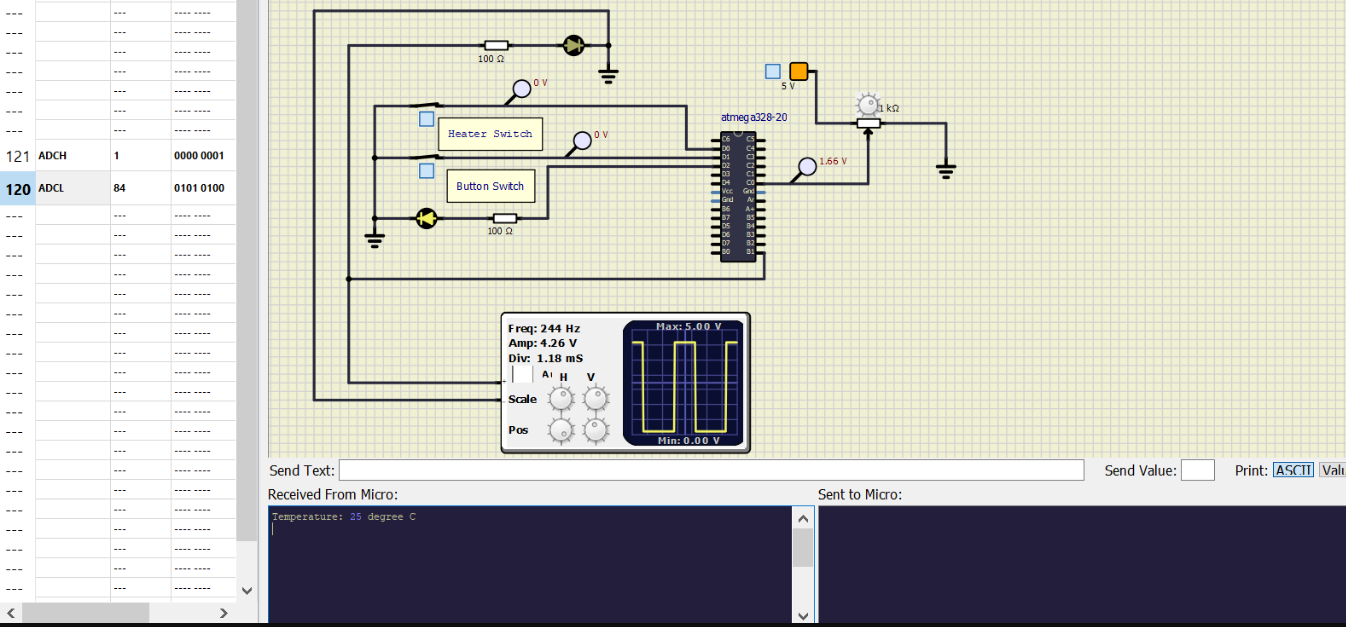 100 Ω
0 V
5 V
1 kΩ
Heater Switch
atmega328-20
0 V
121 ADCH 1 0000 0001
1.66 V
120 ADCL 84 0101 0100
Button Switch
C6 C5
D0 C4
D1 C3
D2 C2
D3 C1
D4 C0
Vcc Gnd
Gnd Ar
B6 A+
B7 B5
D5 B4
D6 B3
D7 B2
B0 B1
100 Ω
Freq: 244 Hz
Amp: 4.26 V
Div: 1.18 mS
H V
Scale
Pos
Max: 5.00 V
Min: 0.00 V
Send Text: Send Value: Print: ASCII
Received From Micro: Sent to Micro:
Temperature: 25 degree C